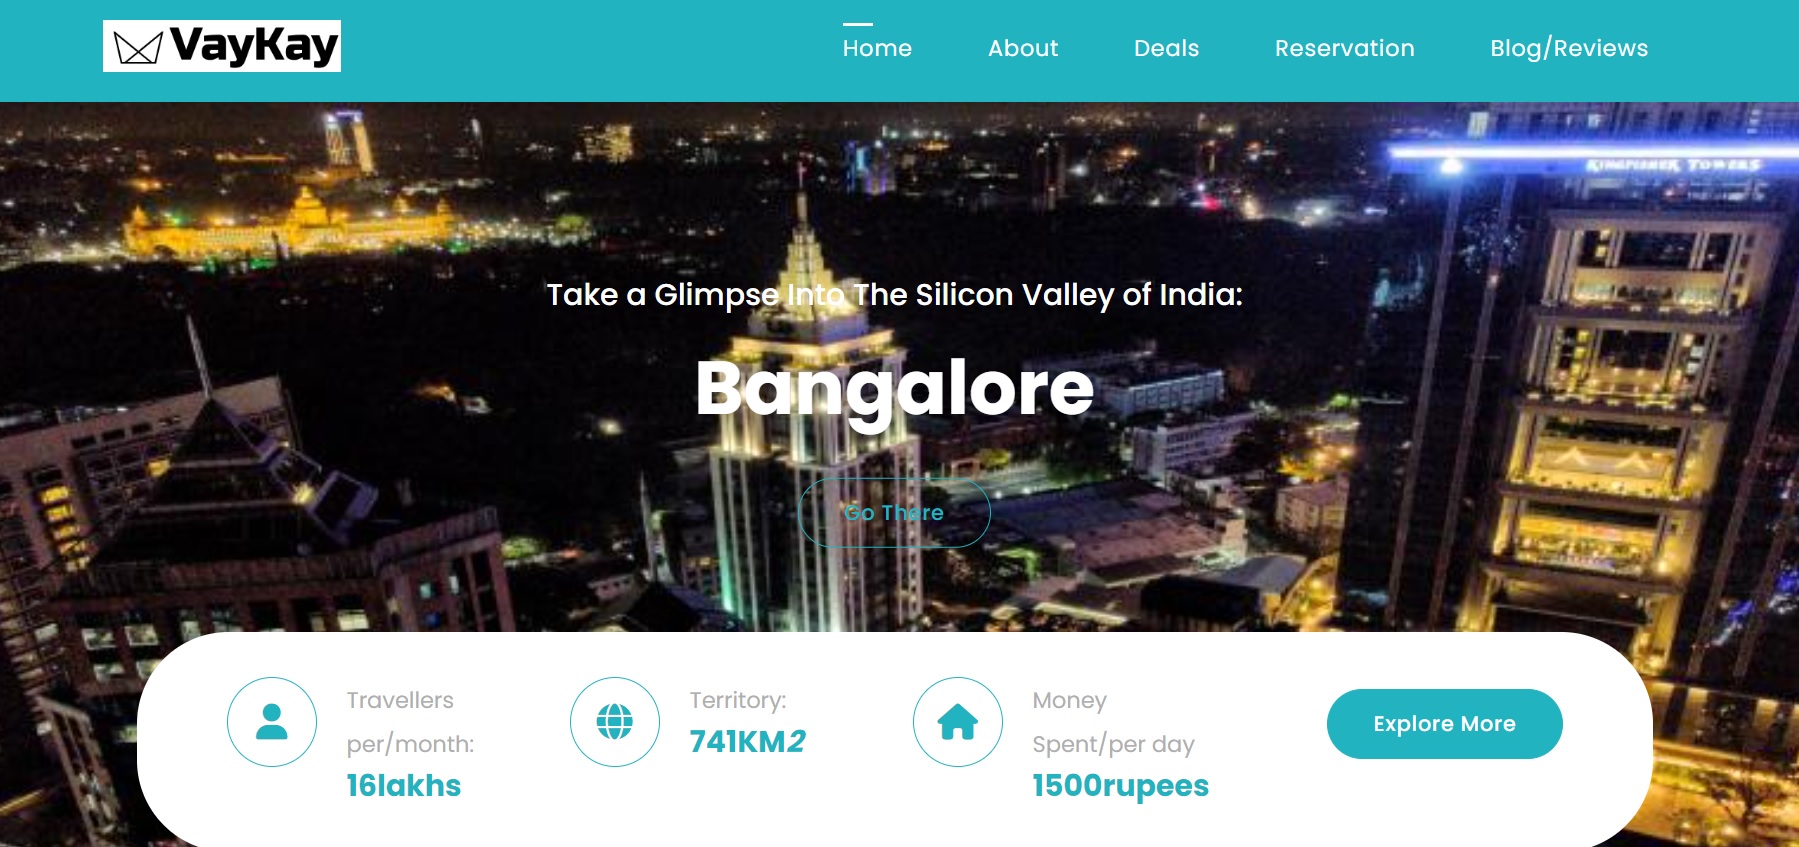 VayKay
Home About Deals Reservation Blog/Reviews
KINGFISHER TOWERS
Take a Glimpse Into The Silicon Valley of India:
Bangalore
Go There
Travellers
per/month:
16lakhs
Territory:
741KM2
Money
Spent/per day
1500rupees
Explore More